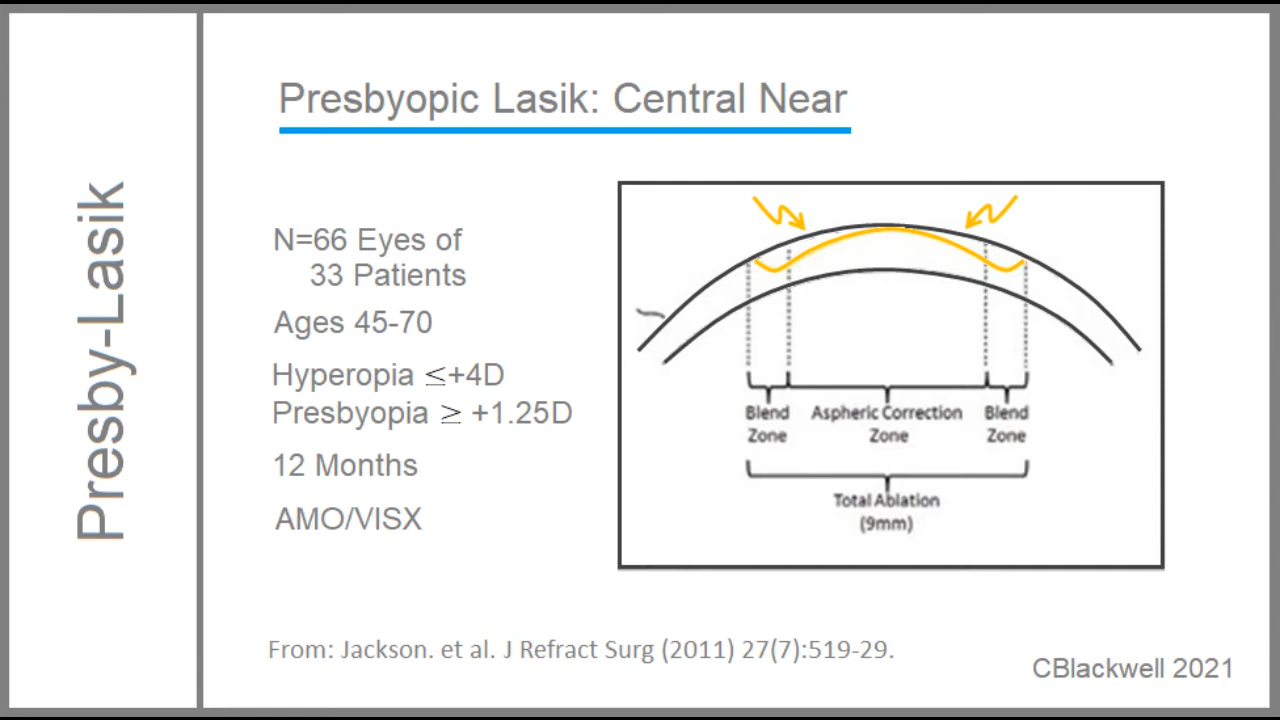 Presby-Lasik
Presbyopic Lasik: Central Near
N=66 Eyes of
33 Patients
Ages 45-70
Hyperopia ≤+4D
Presbyopia ≥ +1.25D
12 Months
AMO/VISX
Blend
Zone
Aspheric Correction
Zone
Blend
Zone
Total Ablation
(9mm)
From: Jackson. et al. J Refract Surg (2011) 27(7):519-29.
CBlackwell 2021